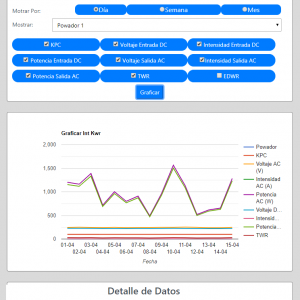 Motrar Por: Día Semana Mes
Mostrar: Powador 1
KPC Voltaje Entrada DC Intensidad Entrada DC
Potencia Entrada DC Voltaje Salida AC Intensidad Salida AC
Potencia Salida AC TWR EDWR
Graficar
Graficar Int Kwr
2,000
1,500
1,000
500
0
01-04 03-04 05-04 07-04 09-04 11-04 13-04 15-04
02-04 04-04 06-04 08-04 10-04 12-04 14-04
Fecha
Powador
KPC
Voltaje AC
(V)
Intensidad
AC (A)
Potencia
AC (W)
Voltaje D...
Intensid...
Potencia...
TWR
Detalle de Datos